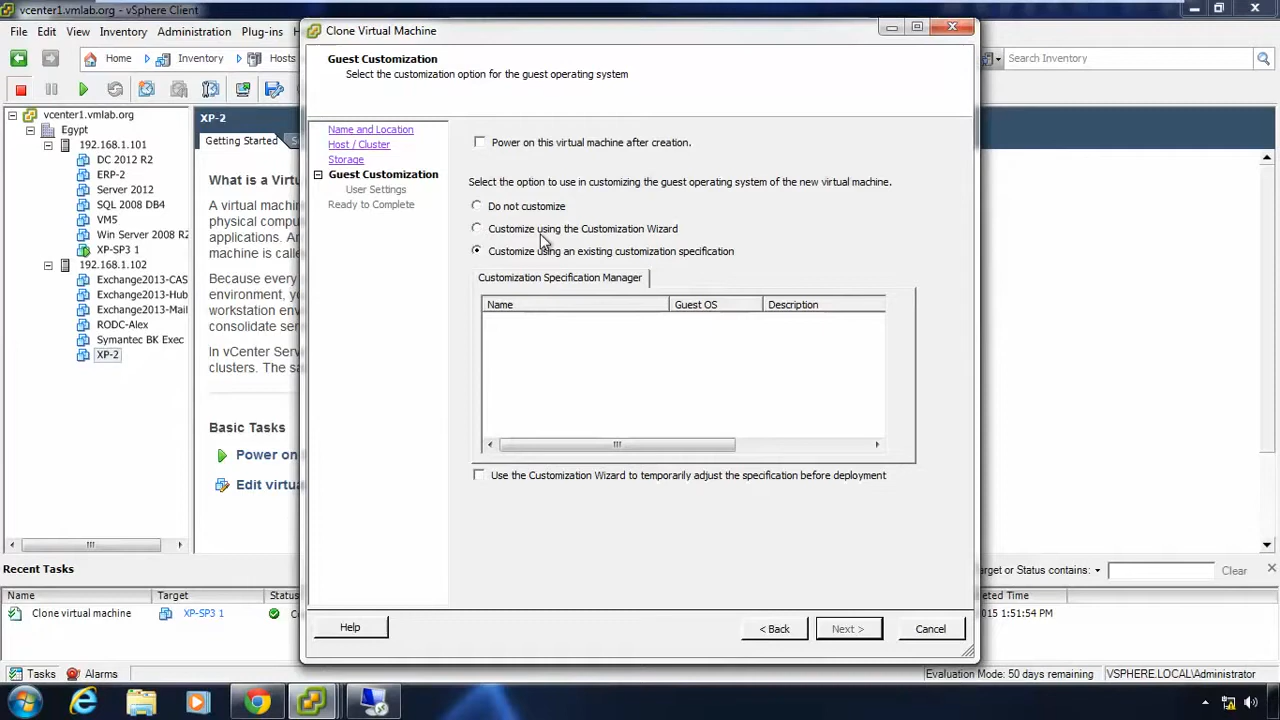 vcenter1.vmlab.org - vSphere Client
File Edit View Inventory Administration Plug-ins
Home Inventory Hosts
Search Inventory
vcenter1.vmlab.org
Egypt
192.168.1.101
DC 2012 R2
ERP-2
Server 2012
SQL 2008 DB4
VM5
Win Server 2008 R2
XP-SP3 1
192.168.1.102
Exchange2013-CAS
Exchange2013-Hub
Exchange2013-Mail
RODC-Alex
Symantec BK Exec
XP-2
XP-2
Getting Started
What is a Virtu
A virtual machin
physical compu
applications. An
machine is calle
Because every
environment, yo
workstation env
consolidate serv
In vCenter Serv
clusters. The sa
Basic Tasks
Power on
Edit virtu
Clone Virtual Machine
Guest Customization
Select the customization option for the guest operating system
Name and Location
Host / Cluster
Storage
Guest Customization
User Settings
Ready to Complete
Power on this virtual machine after creation.
Select the option to use in customizing the guest operating system of the new virtual machine.
Do not customize
Customize using the Customization Wizard
Customize using an existing customization specification
Customization Specification Manager
Name Guest OS Description
Use the Customization Wizard to temporarily adjust the specification before deployment
Help < Back Next > Cancel
Recent Tasks
arget or Status contains: Clear
Name Target Status eted Time
Clone virtual machine XP-SP3 1 2015 1:51:54 PM
Tasks Alarms Evaluation Mode: 50 days remaining VSPHERE.LOCAL\Administrator